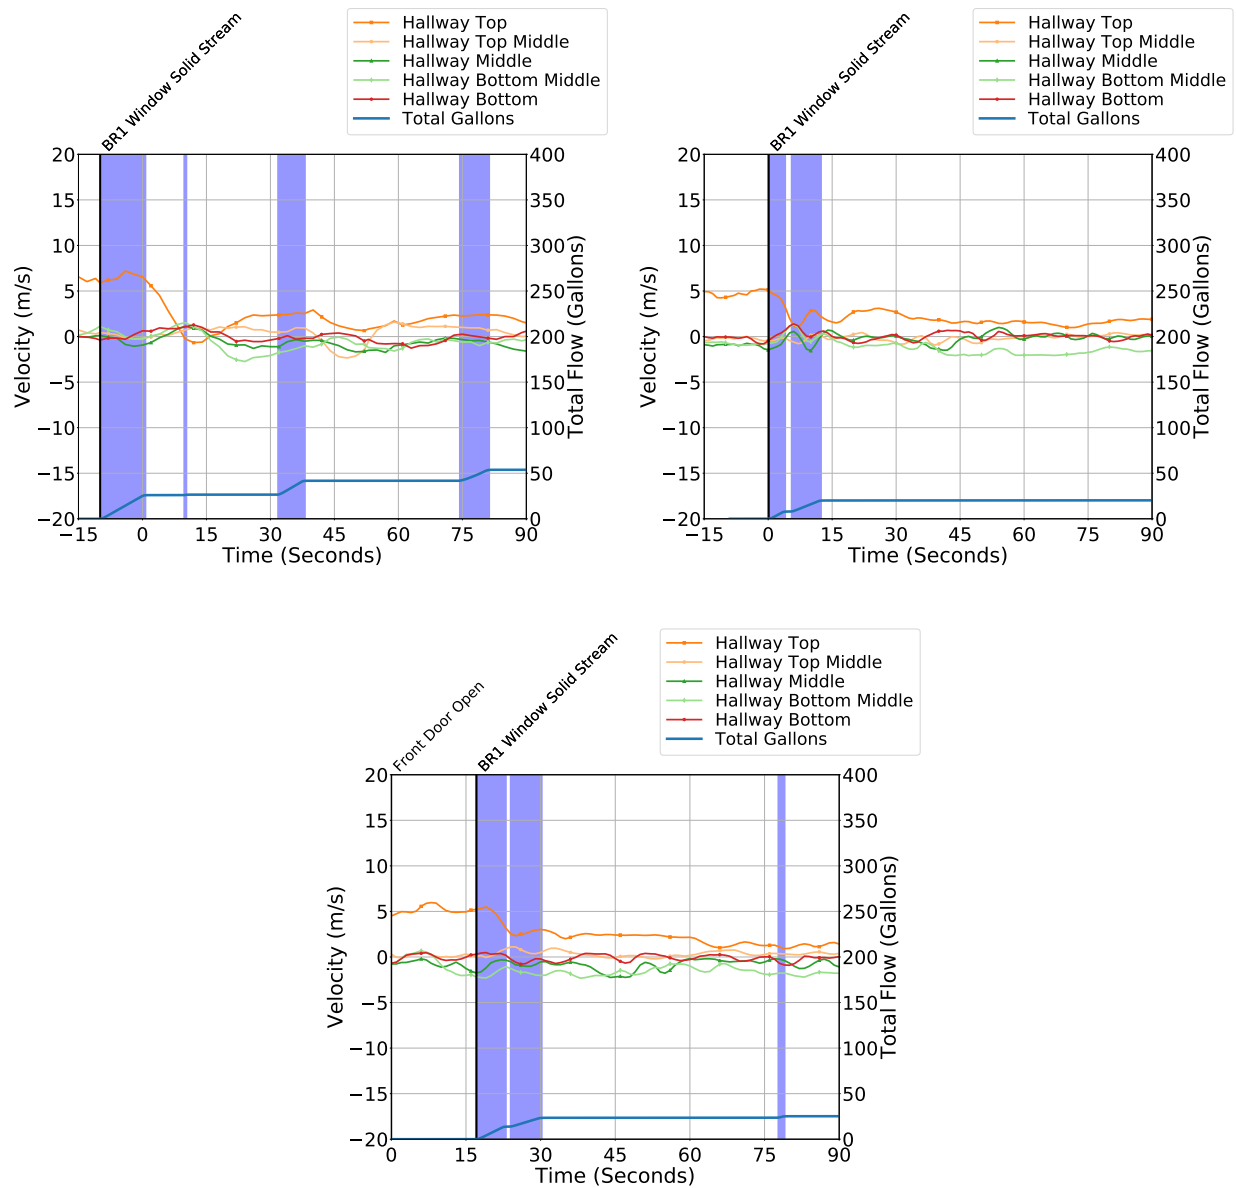 BR1 Window Solid Stream
Hallway Top
Hallway Top Middle
Hallway Middle
Hallway Bottom Middle
Hallway Bottom
Total Gallons
20
15
10
5
0
−5
−10
−15
−20
Velocity (m/s)
400
350
300
250
200
150
100
50
0
Total Flow (Gallons)
−15 0 15 30 45 60 75 90
Time (Seconds)
BR1 Window Solid Stream
Hallway Top
Hallway Top Middle
Hallway Middle
Hallway Bottom Middle
Hallway Bottom
Total Gallons
20
15
10
5
0
−5
−10
−15
−20
Velocity (m/s)
400
350
300
250
200
150
100
50
0
Total Flow (Gallons)
−15 0 15 30 45 60 75 90
Time (Seconds)
Front Door Open
BR1 Window Solid Stream
Hallway Top
Hallway Top Middle
Hallway Middle
Hallway Bottom Middle
Hallway Bottom
Total Gallons
20
15
10
5
0
−5
−10
−15
−20
Velocity (m/s)
400
350
300
250
200
150
100
50
0
Total Flow (Gallons)
0 15 30 45 60 75 90
Time (Seconds)